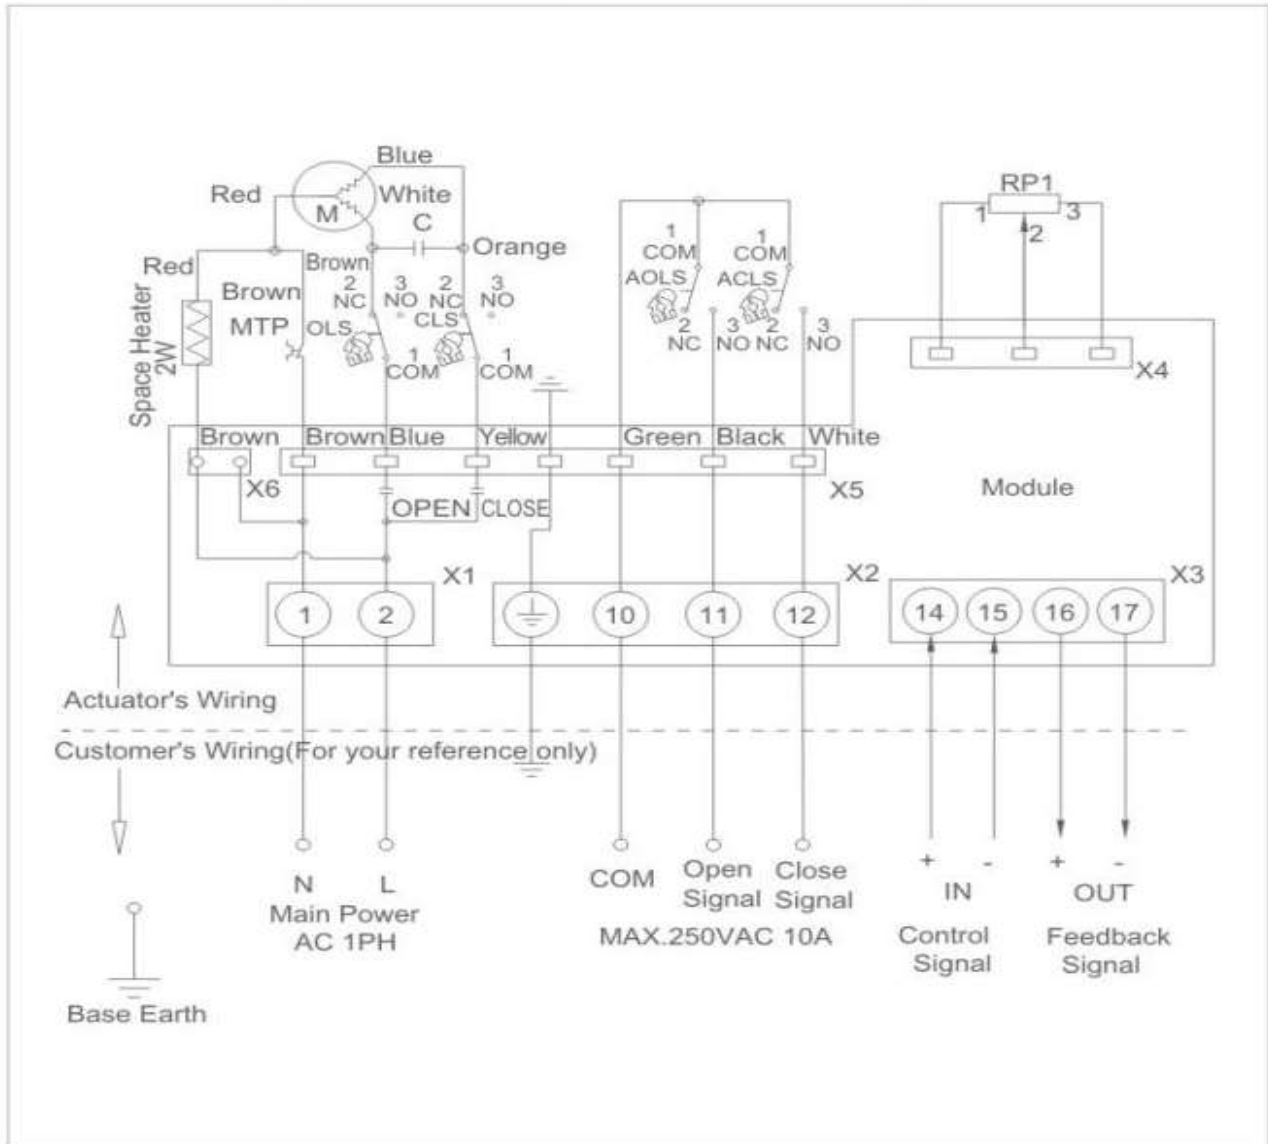 Blue
Red
M
White
C
Orange
Red
Brown
Brown
MTP
Space Heater
2W
2
NC
3
NO
2
NC
3
NO
OLS
CLS
1
COM
1
COM
1
COM
AOLS
1
COM
ACLS
2
NC
3
NO
2
NC
3
NO
RP1
1
2
3
X4
Brown
Brown
Blue
Yellow
Green
Black
White
X6
X5
OPEN
CLOSE
Module
X1
X2
X3
1
2
10
11
12
14
15
16
17
Actuator's Wiring
Customer's Wiring(For your reference only)
N
L
Main Power
AC 1PH
COM
Open
Signal
Close
Signal
MAX.250VAC 10A
+
-
+
-
IN
OUT
Control
Signal
Feedback
Signal
Base Earth